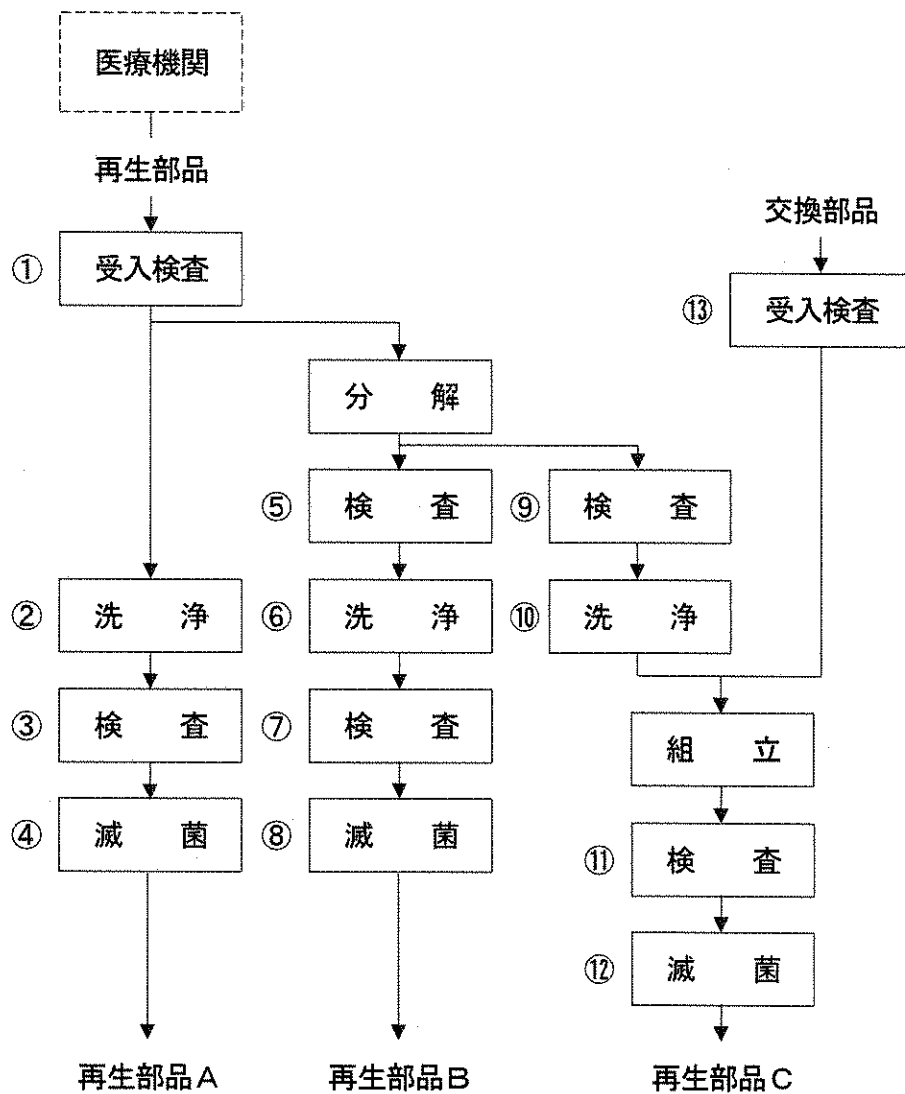 医療機関
再生部品
交換部品
① 受入検査
⑬ 受入検査
分 解
⑤ 検 査
⑨ 検 査
② 洗 浄
⑥ 洗 浄
⑩ 洗 浄
③ 検 査
⑦ 検 査
組 立
④ 滅 菌
⑧ 滅 菌
⑪ 検 査
⑫ 滅 菌
再生部品A
再生部品B
再生部品C